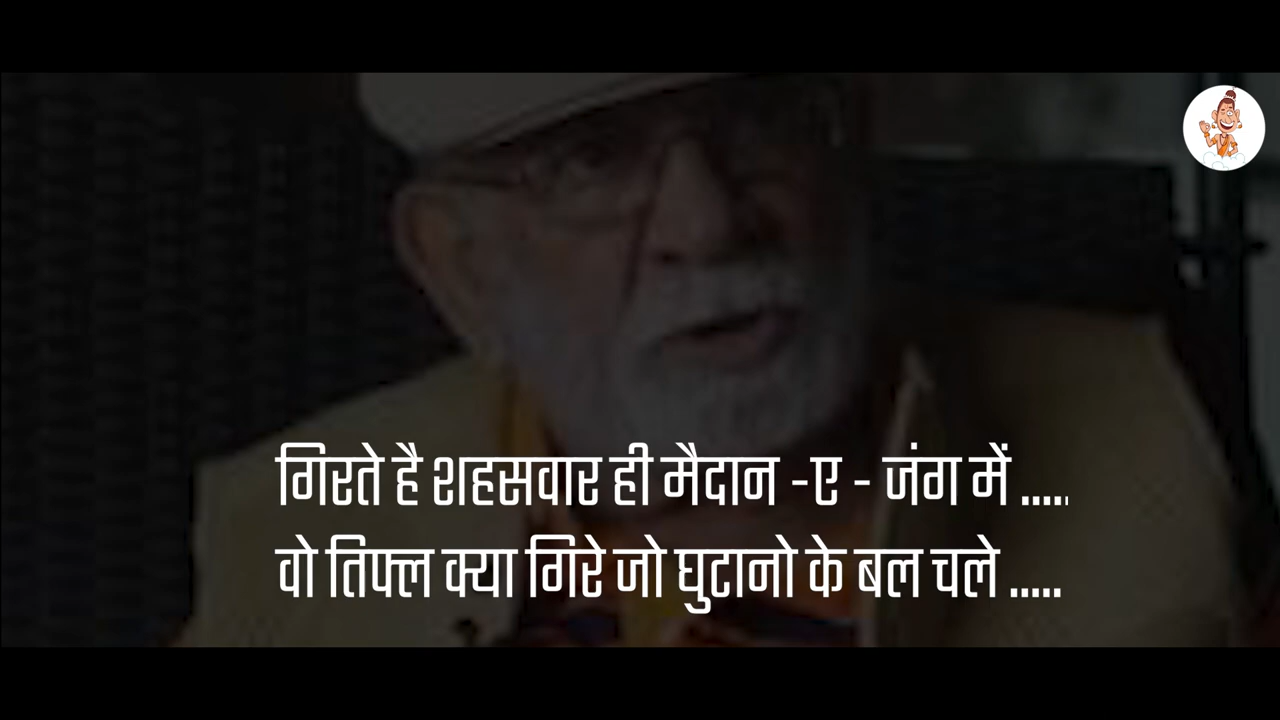 गिरते है शहसवार ही मैदान -ए - जंग में .....
वो तिफ्ल क्या गिरे जो घुटानो के बल चले .....